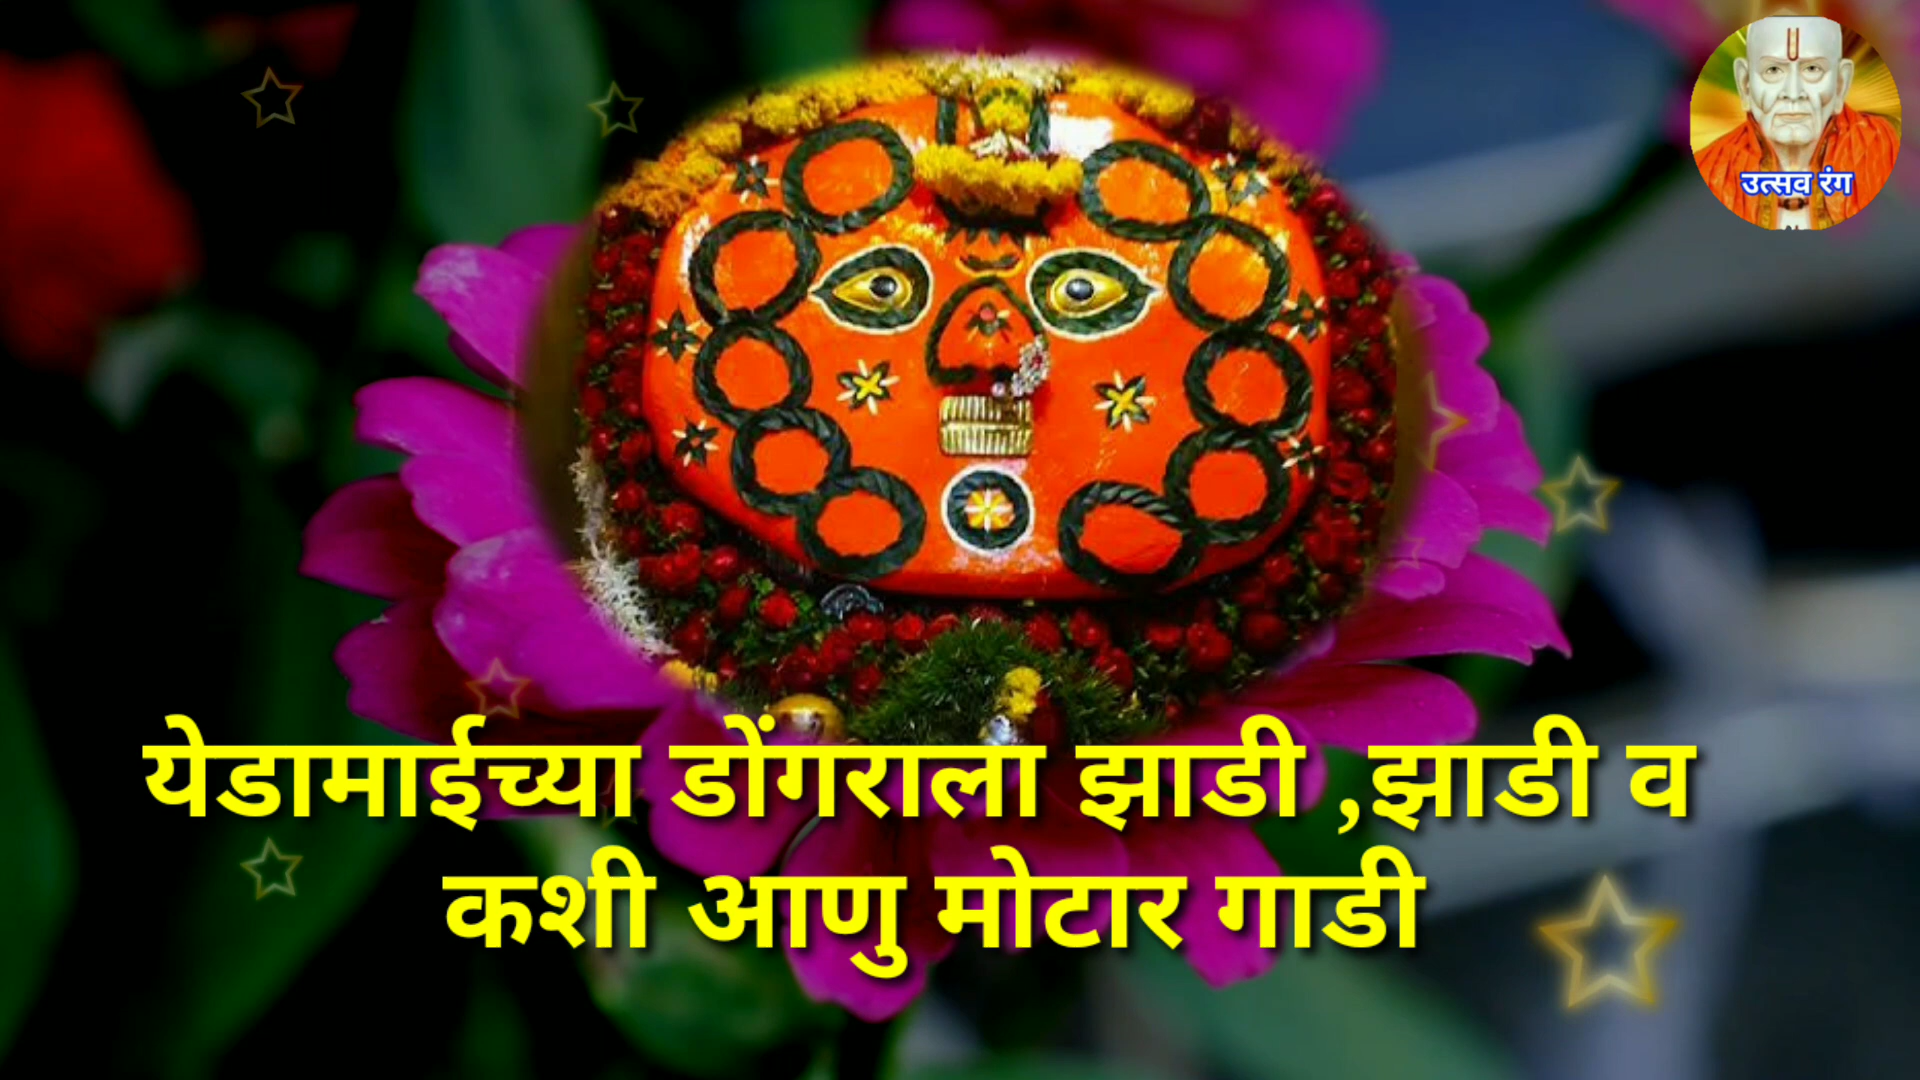 उत्सव रंग
येडामाईच्या डोंगराला झाडी ,झाडी व
कशी आणु मोटार गाडी